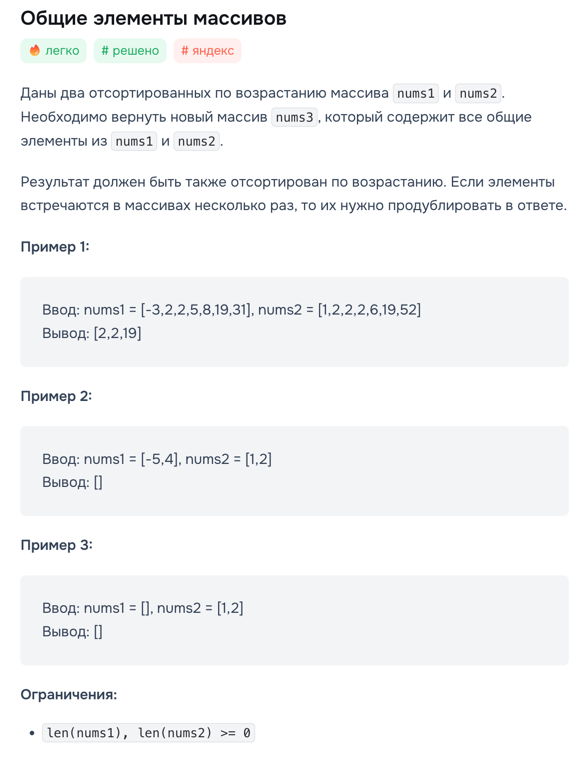 Общие элементы массивов
🔥 легко # решено # яндекс
Даны два отсортированных по возрастанию массива nums1 и nums2.
Необходимо вернуть новый массив nums3, который содержит все общие
элементы из nums1 и nums2.
Результат должен быть также отсортирован по возрастанию. Если элементы
встречаются в массивах несколько раз, то их нужно продублировать в ответе.
Пример 1:
Ввод: nums1 = [-3,2,2,5,8,19,31], nums2 = [1,2,2,2,6,19,52]
Вывод: [2,2,19]
Пример 2:
Ввод: nums1 = [-5,4], nums2 = [1,2]
Вывод: []
Пример 3:
Ввод: nums1 = [], nums2 = [1,2]
Вывод: []
Ограничения:
• len(nums1), len(nums2) >= 0